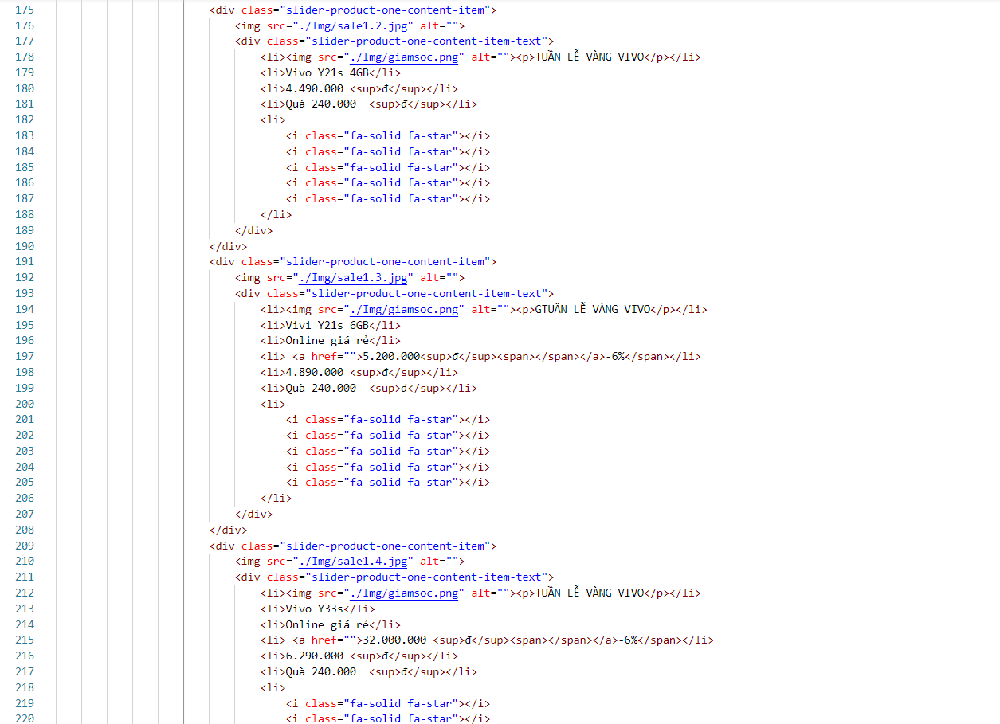 175 <div class="slider-product-one-content-item">
176 <img src="./Img/sale1.2.jpg" alt="">
177 <div class="slider-product-one-content-item-text">
178 <li><img src="./Img/giamsoc.png" alt=""><p>TUẦN LỄ VÀNG VIVO</p></li>
179 <li>Vivo Y21s 4GB</li>
180 <li>4.490.000 <sup>đ</sup></li>
181 <li>Quà 240.000  <sup>đ</sup></li>
182 <li>
183 <i class="fa-solid fa-star"></i>
184 <i class="fa-solid fa-star"></i>
185 <i class="fa-solid fa-star"></i>
186 <i class="fa-solid fa-star"></i>
187 <i class="fa-solid fa-star"></i>
188 </li>
189 </div>
190 </div>
191 <div class="slider-product-one-content-item">
192 <img src="./Img/sale1.3.jpg" alt="">
193 <div class="slider-product-one-content-item-text">
194 <li><img src="./Img/giamsoc.png" alt=""><p>GTUẦN LỄ VÀNG VIVO</p></li>
195 <li>Vivi Y21s 6GB</li>
196 <li>Online giá rẻ</li>
197 <li> <a href="">5.200.000<sup>đ</sup><span></span></a>-6%</span></li>
198 <li>4.890.000 <sup>đ</sup></li>
199 <li>Quà 240.000  <sup>đ</sup></li>
200 <li>
201 <i class="fa-solid fa-star"></i>
202 <i class="fa-solid fa-star"></i>
203 <i class="fa-solid fa-star"></i>
204 <i class="fa-solid fa-star"></i>
205 <i class="fa-solid fa-star"></i>
206 </li>
207 </div>
208 </div>
209 <div class="slider-product-one-content-item">
210 <img src="./Img/sale1.4.jpg" alt="">
211 <div class="slider-product-one-content-item-text">
212 <li><img src="./Img/giamsoc.png" alt=""><p>TUẦN LỄ VÀNG VIVO</p></li>
213 <li>Vivo Y33s</li>
214 <li>Online giá rẻ</li>
215 <li> <a href="">32.000.000 <sup>đ</sup><span></span></a>-6%</span></li>
216 <li>6.290.000 <sup>đ</sup></li>
217 <li>Quà 240.000  <sup>đ</sup></li>
218 <li>
219 <i class="fa-solid fa-star"></i>
220 <i class="fa-solid fa-star"></i>